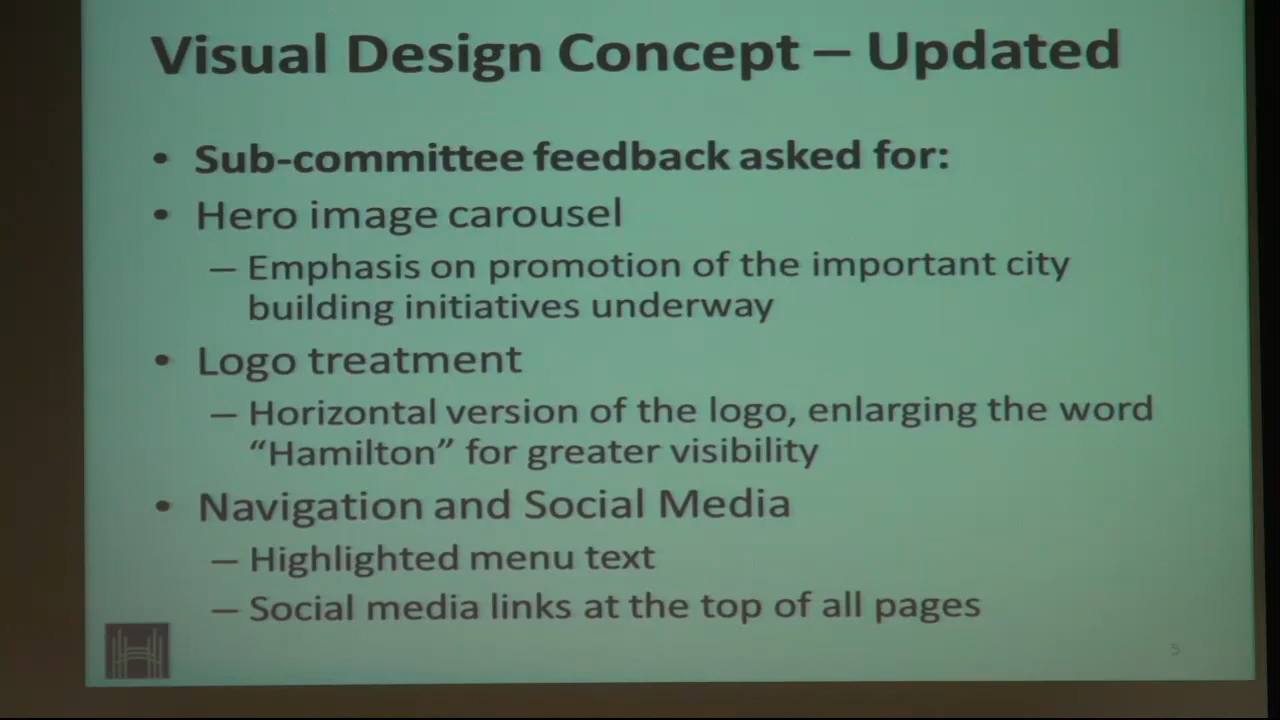 Visual Design Concept – Updated
• Sub-committee feedback asked for:
• Hero image carousel
– Emphasis on promotion of the important city
building initiatives underway
• Logo treatment
– Horizontal version of the logo, enlarging the word
“Hamilton” for greater visibility
• Navigation and Social Media
– Highlighted menu text
– Social media links at the top of all pages
5